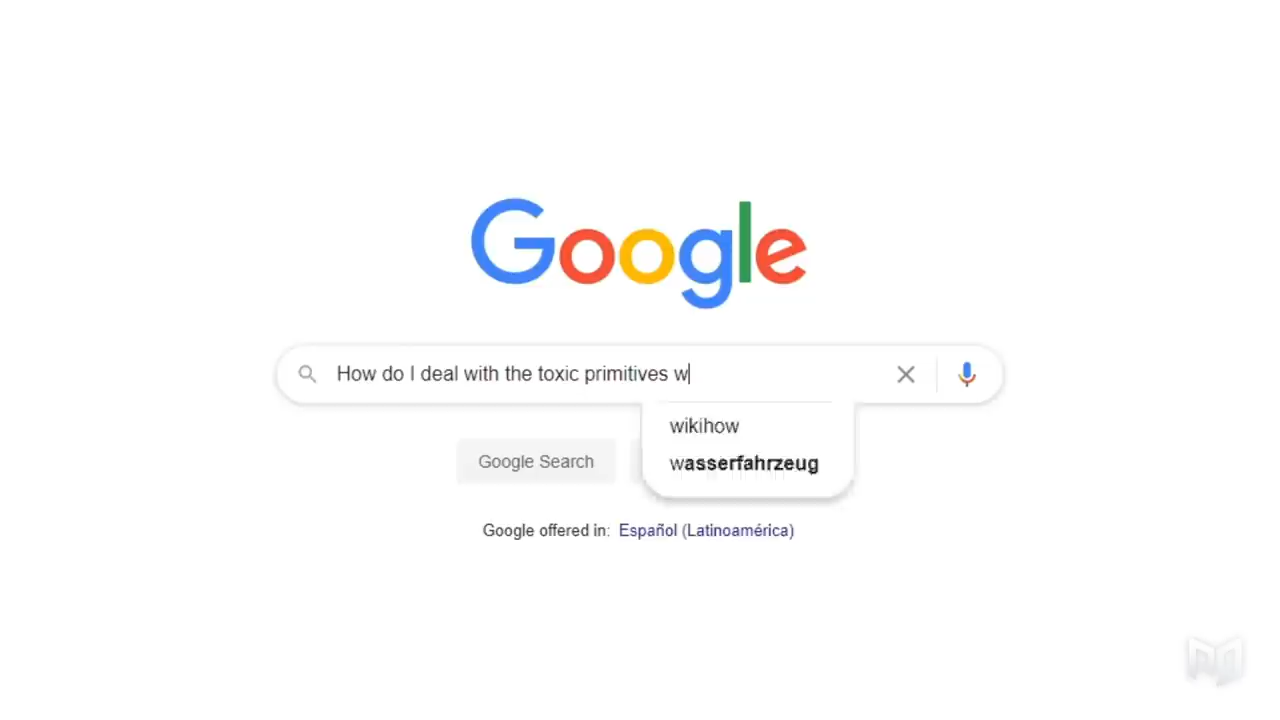 Google
How do I deal with the toxic primitives w
wikihow
wasserfahrzeug
Google Search
Google offered in: Español (Latinoamérica)